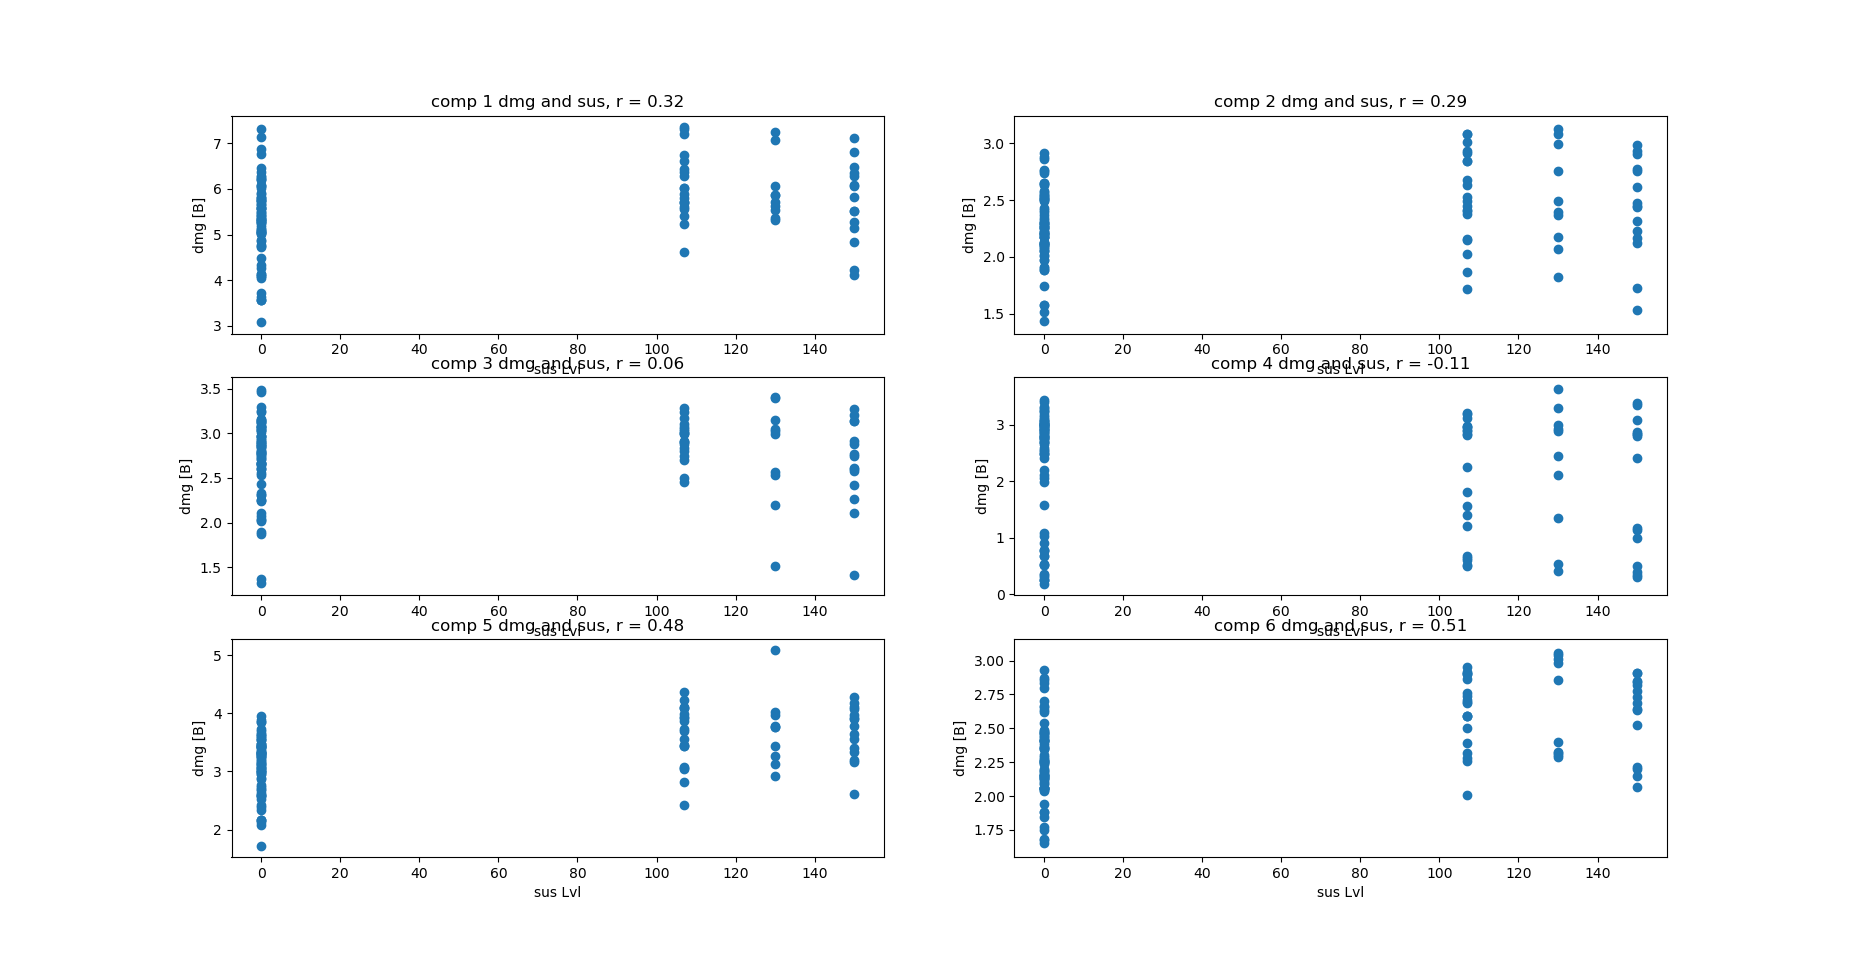 comp 1 dmg and sus, r = 0.32
dmg [B]
7
6
5
4
3
0 20 40 60 80 100 120 140
sus Lvl
comp 2 dmg and sus, r = 0.29
dmg [B]
3.0
2.5
2.0
1.5
0 20 40 60 80 100 120 140
sus Lvl
comp 3 dmg and sus, r = 0.06
dmg [B]
3.5
3.0
2.5
2.0
1.5
0 20 40 60 80 100 120 140
sus Lvl
comp 4 dmg and sus, r = -0.11
dmg [B]
3
2
1
0
0 20 40 60 80 100 120 140
sus Lvl
comp 5 dmg and sus, r = 0.48
dmg [B]
5
4
3
2
0 20 40 60 80 100 120 140
sus Lvl
comp 6 dmg and sus, r = 0.51
dmg [B]
3.00
2.75
2.50
2.25
2.00
1.75
0 20 40 60 80 100 120 140
sus Lvl